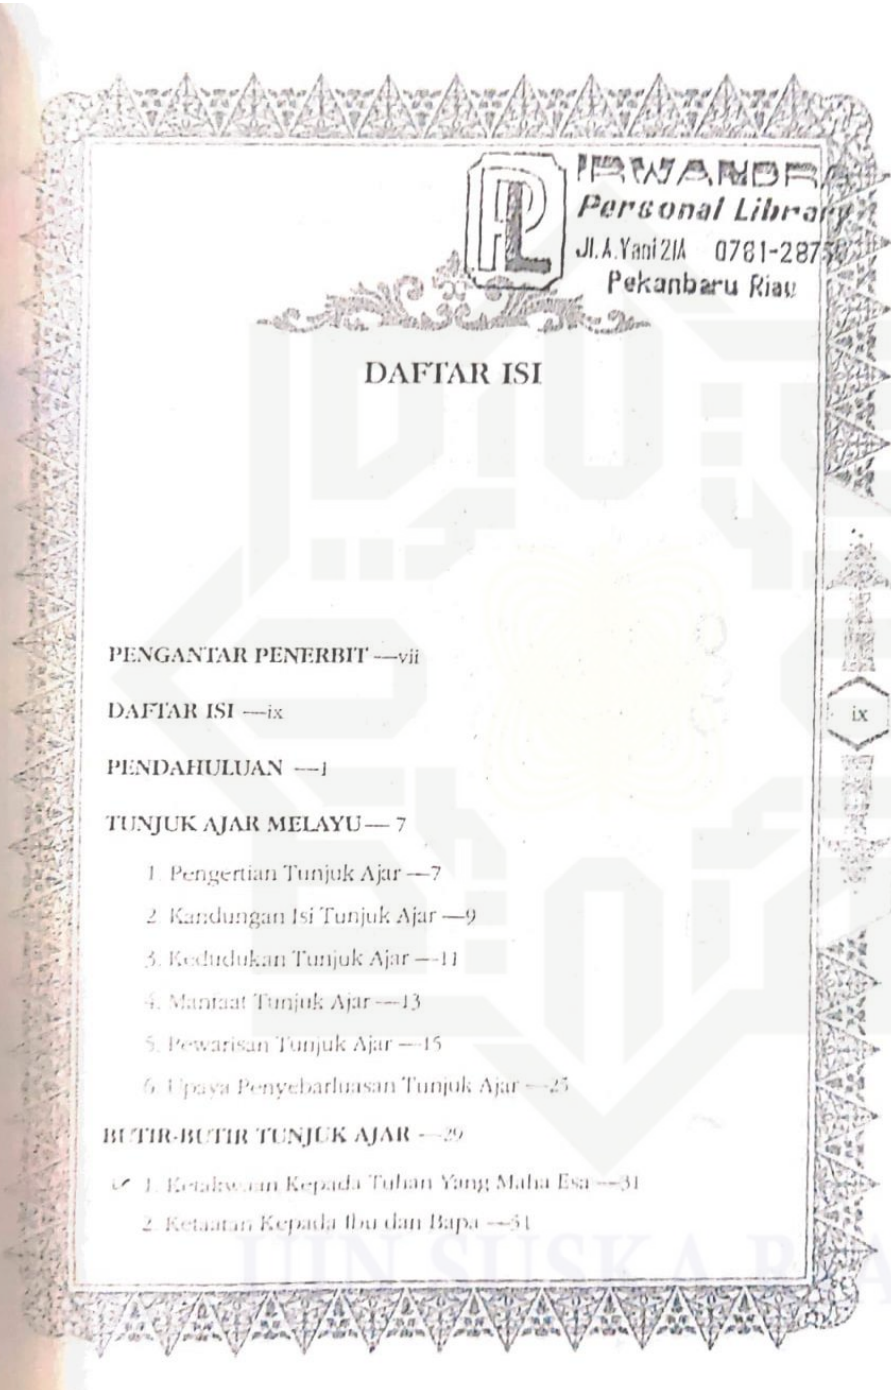 IRWANDRA
Personal Library
Jl. A. Yani 21A 0761-287
Pekanbaru Riau
DAFTAR ISI
PENGANTAR PENERBIT —vii
DAFTAR ISI —ix
ix
PENDAHULUAN —1
TUNJUK AJAR MELAYU— 7
1. Pengertian Tunjuk Ajar —7
2. Kandungan Isi Tunjuk Ajar —9
3. Kedudukan Tunjuk Ajar —11
4. Manfaat Tunjuk Ajar —13
5. Pewarisan Tunjuk Ajar —15
6. Upaya Penyebarluasan Tunjuk Ajar —25
BUTIR-BUTIR TUNJUK AJAR —29
✓ 1. Ketakwaan Kepada Tuhan Yang Maha Esa —31
2. Ketaatan Kepada Ibu dan Bapa —51
UIN SUSKA RIA